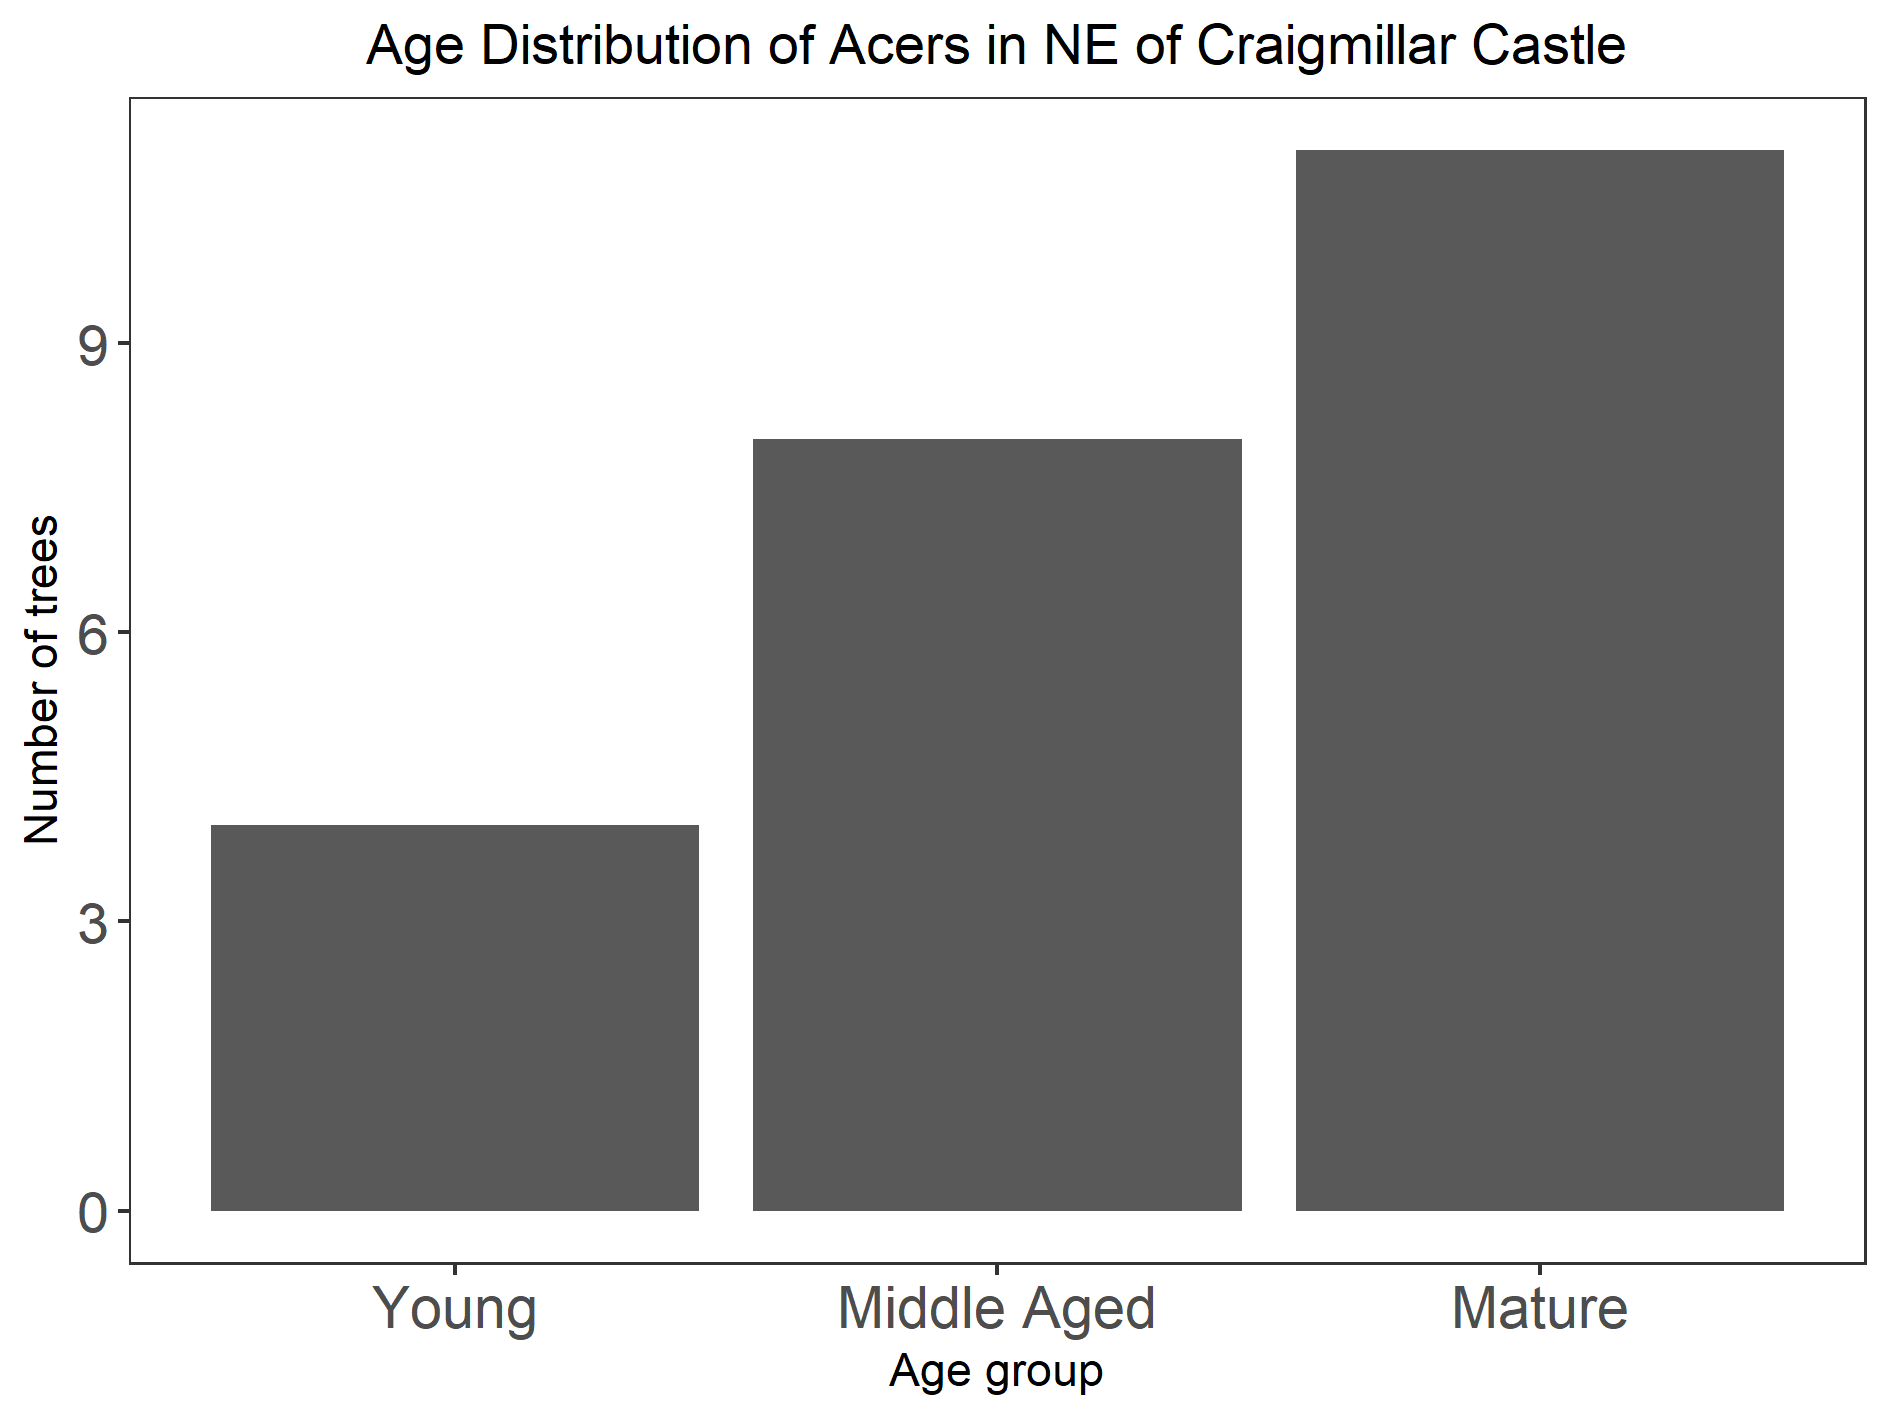 Age Distribution of Acers in NE of Craigmillar Castle
Number of trees
9
6
3
0
Young Middle Aged Mature
Age group